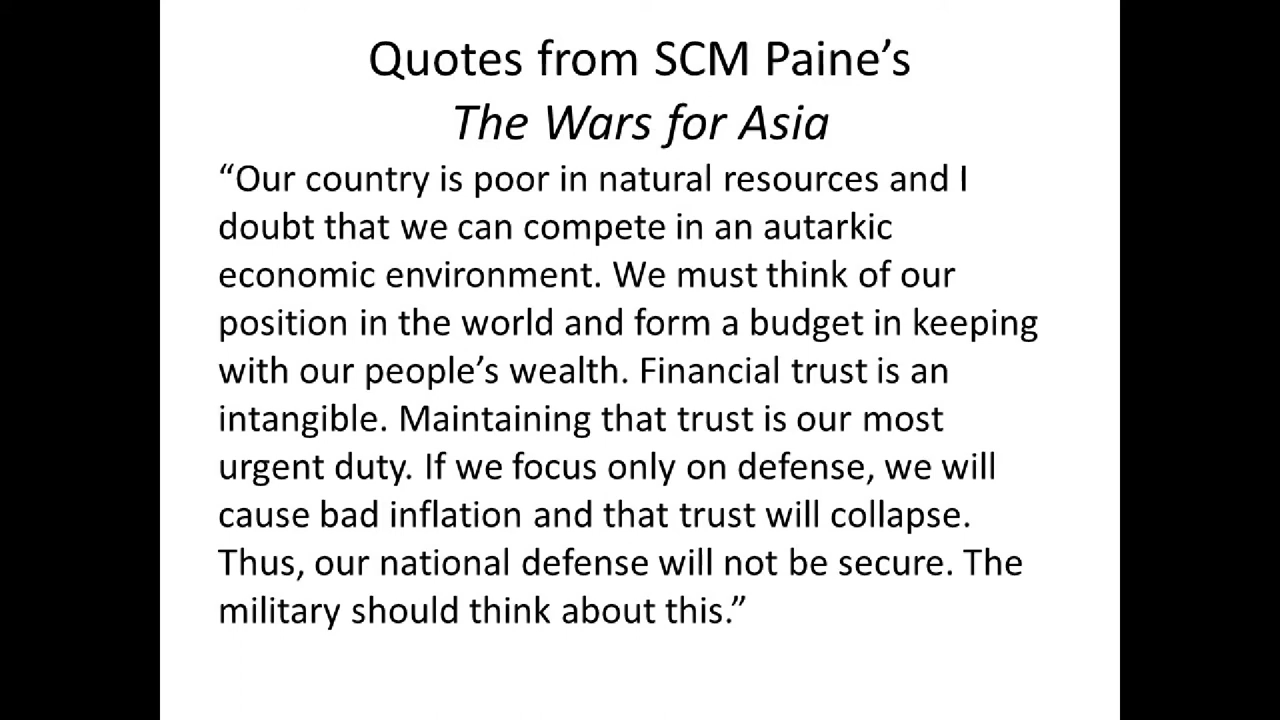 Quotes from SCM Paine’s
The Wars for Asia
“Our country is poor in natural resources and I
doubt that we can compete in an autarkic
economic environment. We must think of our
position in the world and form a budget in keeping
with our people’s wealth. Financial trust is an
intangible. Maintaining that trust is our most
urgent duty. If we focus only on defense, we will
cause bad inflation and that trust will collapse.
Thus, our national defense will not be secure. The
military should think about this.”